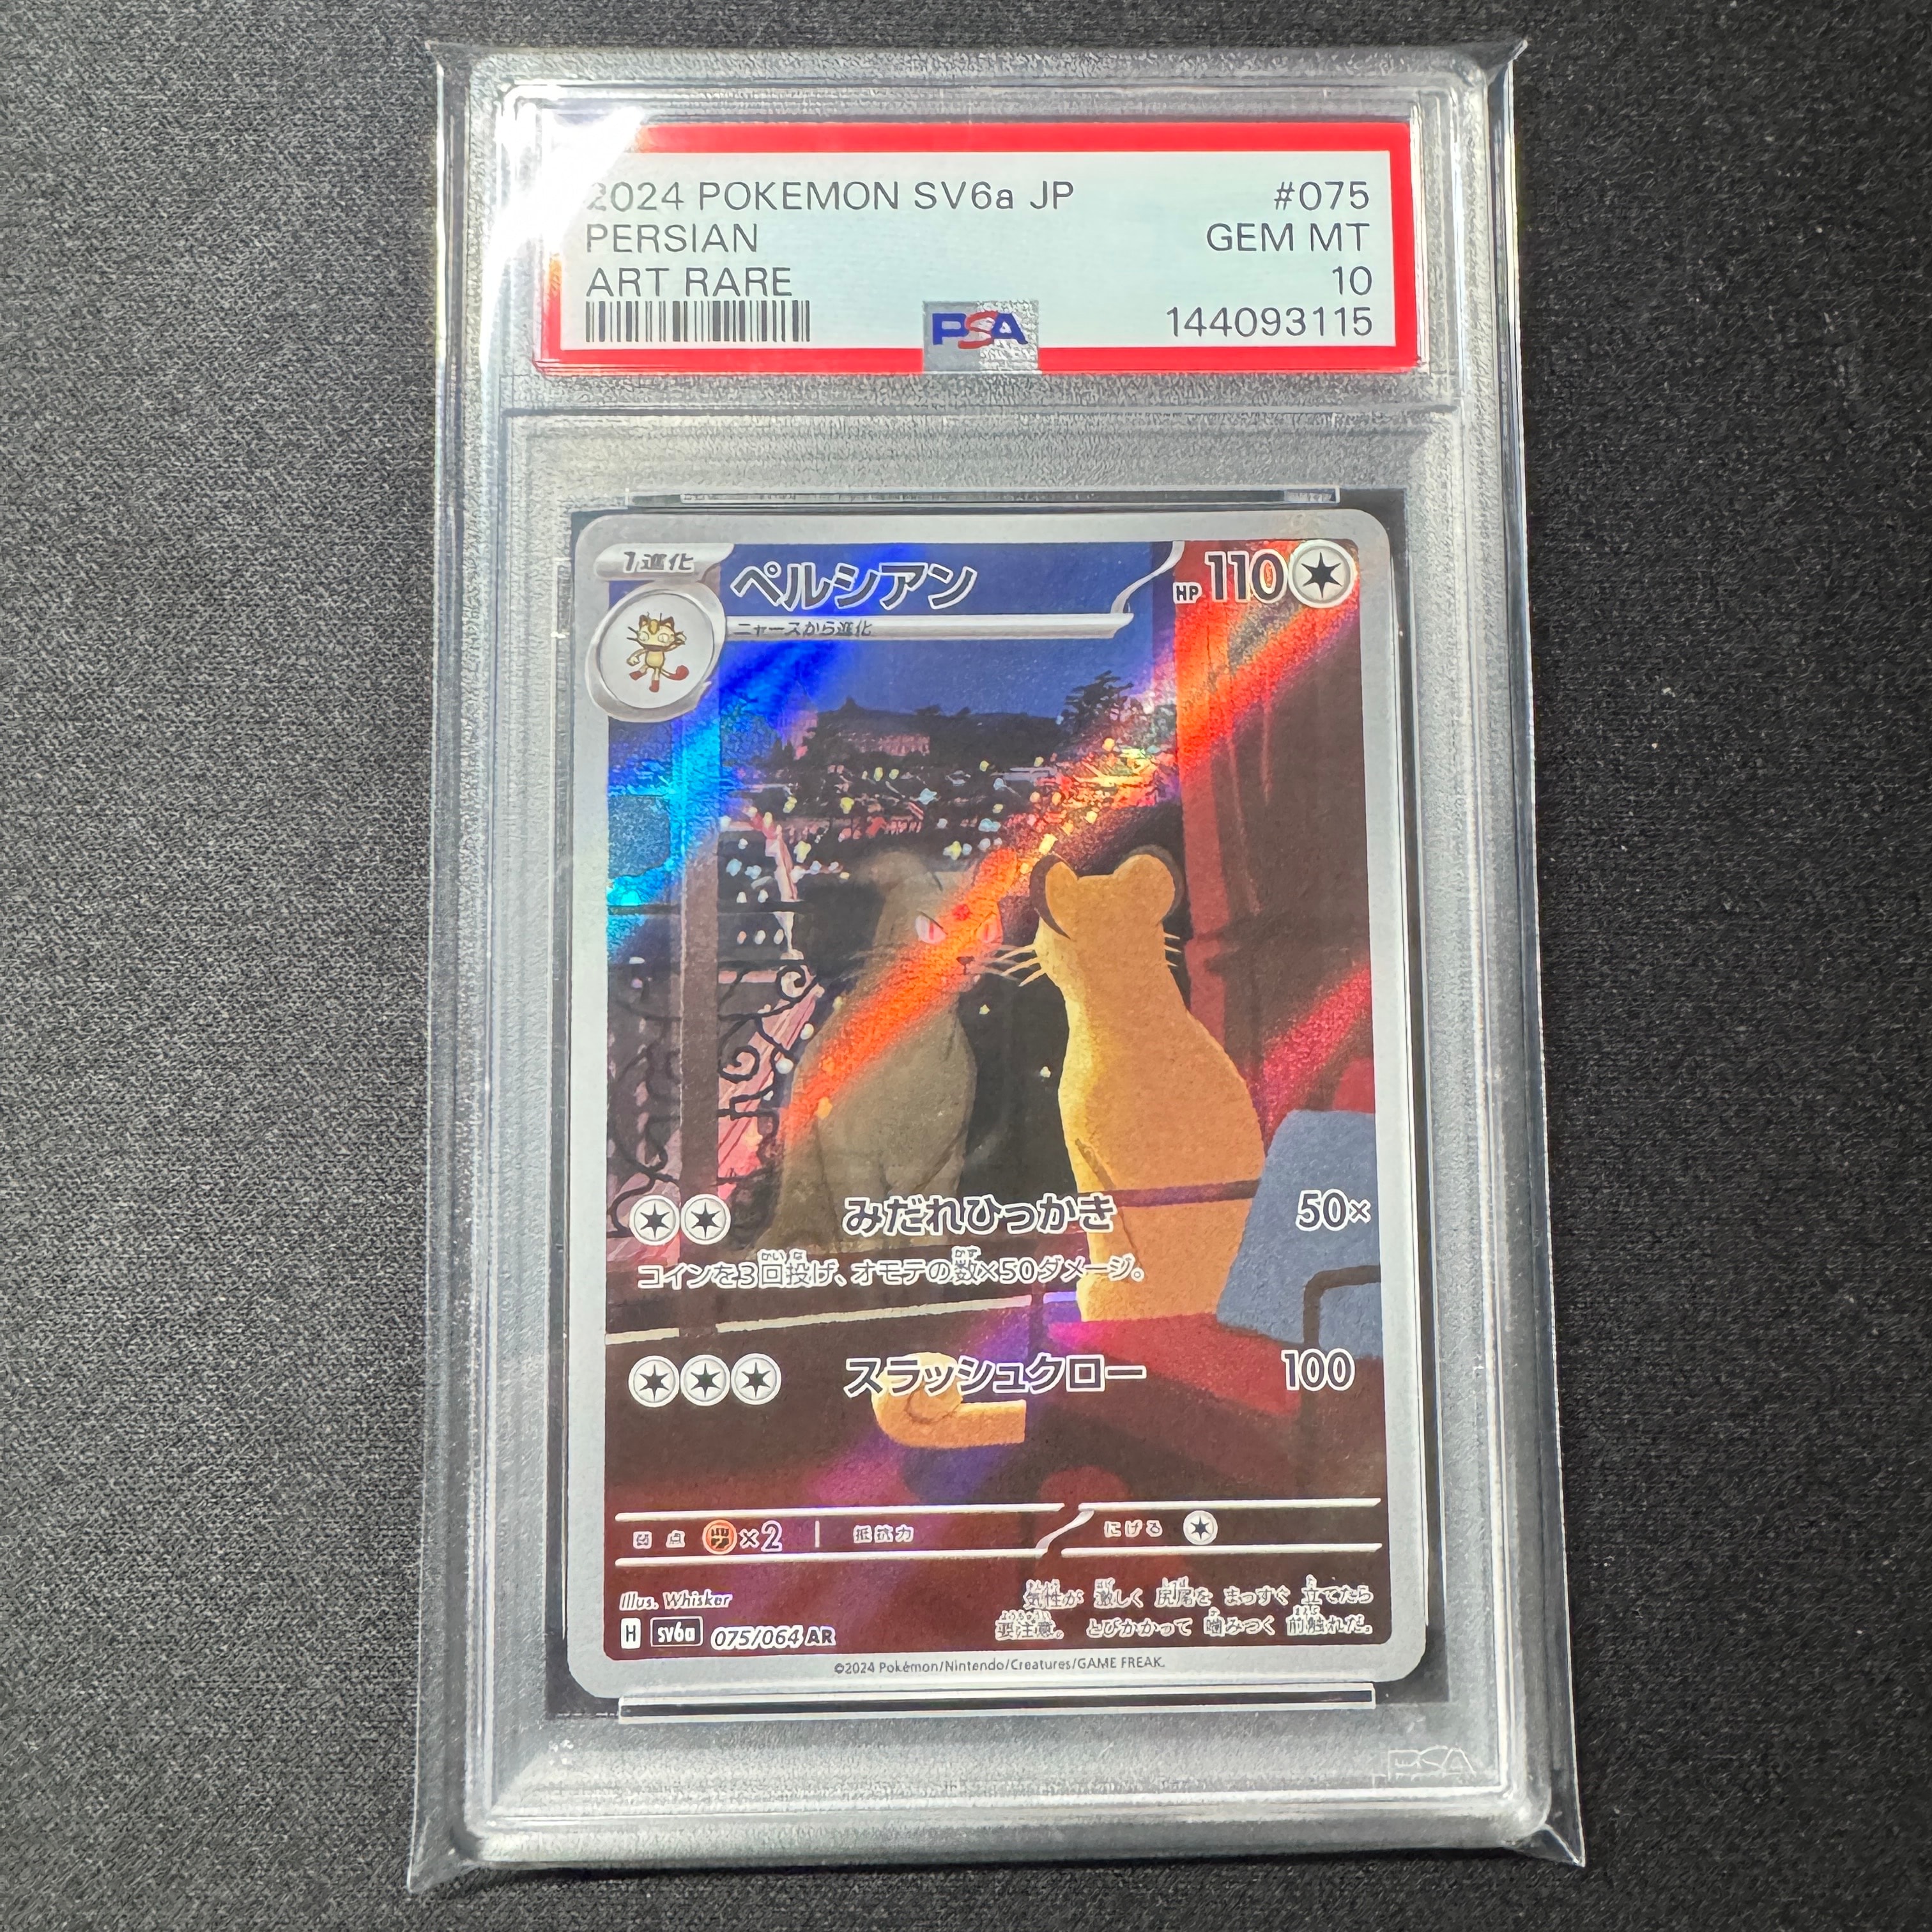 2024 POKEMON SV6a JP #075
PERSIAN GEM MT
ART RARE 10
PSA 144093115
1進化 ペルシアン HP 110
ニャースから進化
みだれひっかき 50×
コインを3回投げ、オモテの数×50ダメージ。
スラッシュクロー 100
弱点 ×2 抵抗力 にげる
Illus. Whisker
気性が 激しく 尻尾を まっすぐ 立てたら
要注意。 とびかかって 噛みつく 前触れだ。
H sv6a 075/064 AR
©2024 Pokémon/Nintendo/Creatures/GAME FREAK.
PSA